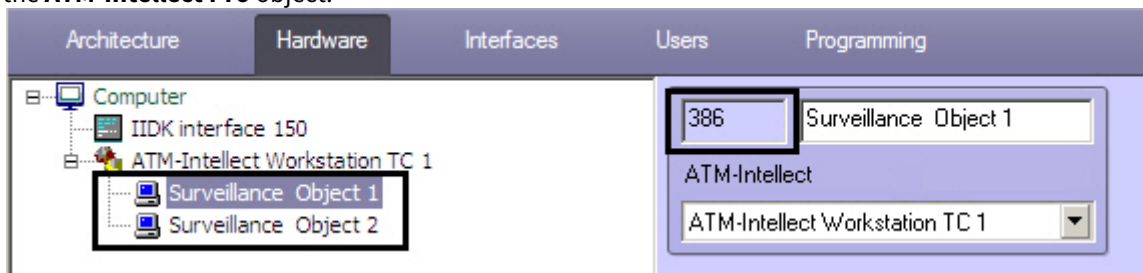 the ATM-Intellect Pro object.
Architecture Hardware Interfaces Users Programming
Computer
IIDK interface 150
ATM-Intellect Workstation TC 1
Surveillance Object 1
Surveillance Object 2
386 Surveillance Object 1
ATM-Intellect
ATM-Intellect Workstation TC 1